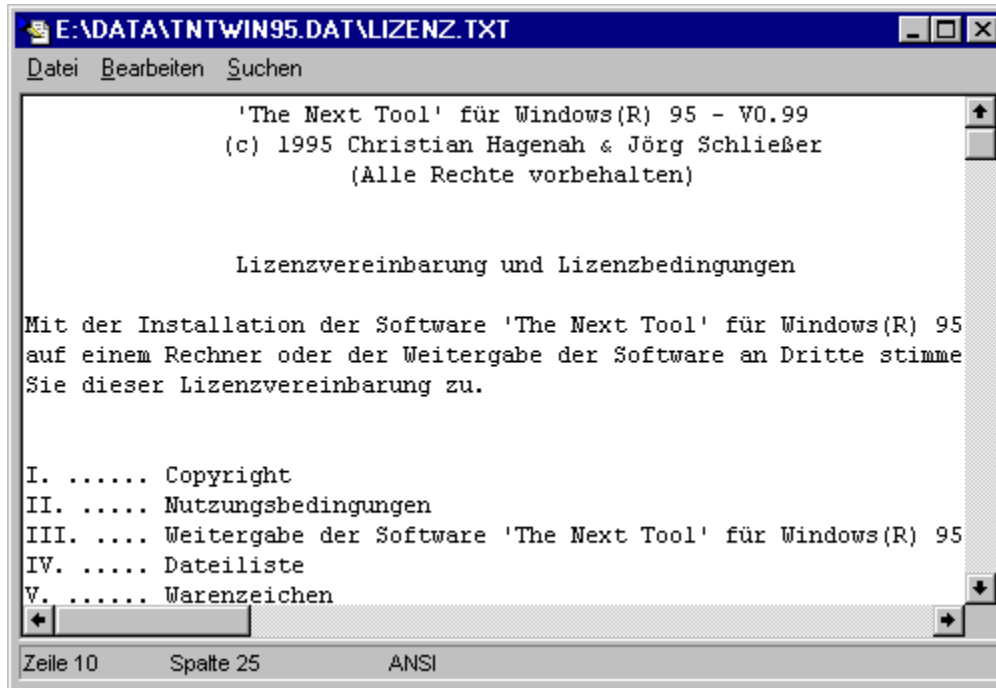 E:\DATA\TNTWIN95.DAT\LIZENZ.TXT
Datei Bearbeiten Suchen
'The Next Tool' für Windows(R) 95 - V0.99
(c) 1995 Christian Hagenah & Jörg Schließer
(Alle Rechte vorbehalten)
Lizenzvereinbarung und Lizenzbedingungen
Mit der Installation der Software 'The Next Tool' für Windows(R) 95
auf einem Rechner oder der Weitergabe der Software an Dritte stimme
Sie dieser Lizenzvereinbarung zu.
I. ...... Copyright
II. ..... Nutzungsbedingungen
III. .... Weitergabe der Software 'The Next Tool' für Windows(R) 95
IV. ..... Dateiliste
V. ...... Warenzeichen
Zeile 10 Spalte 25 ANSI